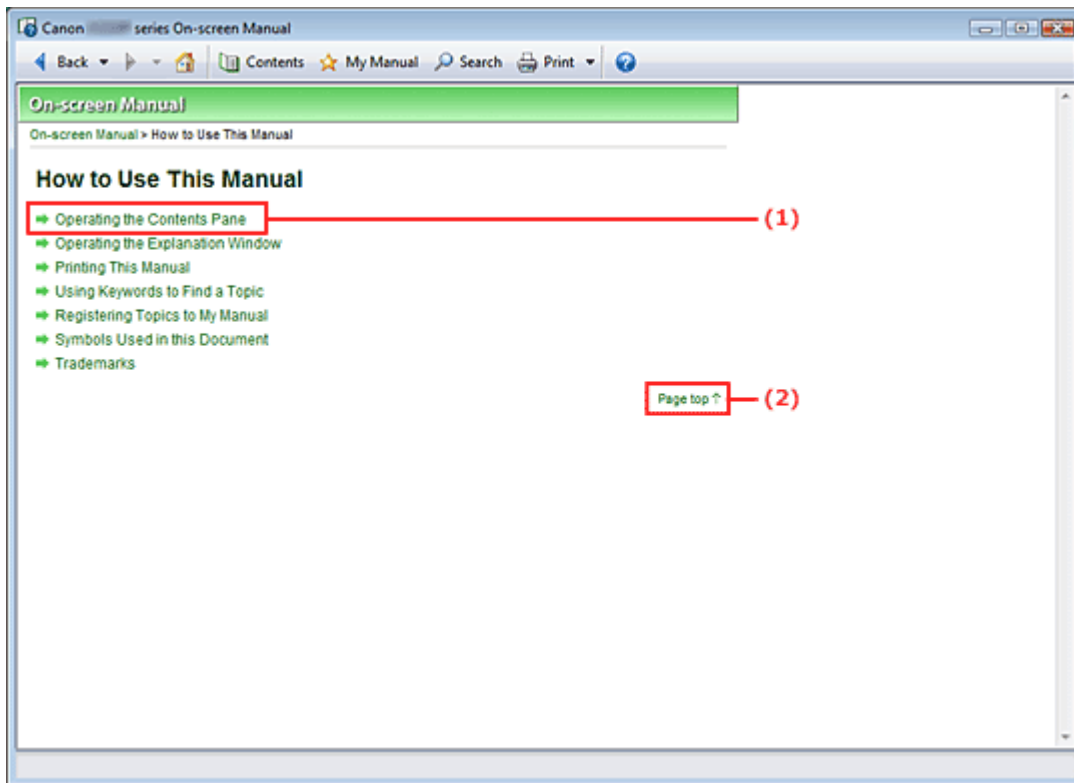 Canon series On-screen Manual
Back Contents My Manual Search Print
On-screen Manual
On-screen Manual > How to Use This Manual
How to Use This Manual
Operating the Contents Pane
(1)
Operating the Explanation Window
Printing This Manual
Using Keywords to Find a Topic
Registering Topics to My Manual
Symbols Used in this Document
Trademarks
Page top ↑
(2)